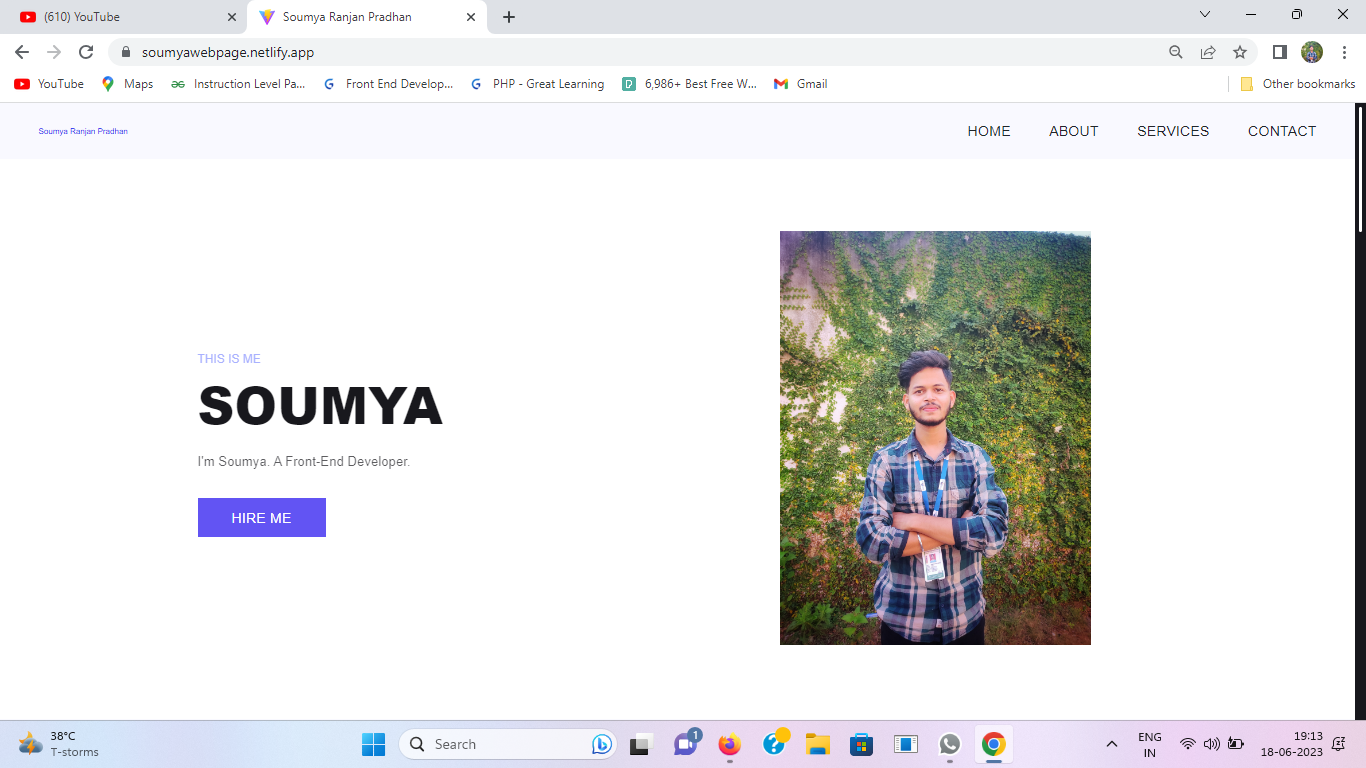 (610) YouTube
Soumya Ranjan Pradhan
soumyawebpage.netlify.app
YouTube Maps Instruction Level Pa... Front End Develop... PHP - Great Learning 6,986+ Best Free W... Gmail Other bookmarks
Soumya Ranjan Pradhan
HOME ABOUT SERVICES CONTACT
THIS IS ME
SOUMYA
I'm Soumya. A Front-End Developer.
HIRE ME
38°C
T-storms
Search
1
ENG
IN
19:13
18-06-2023